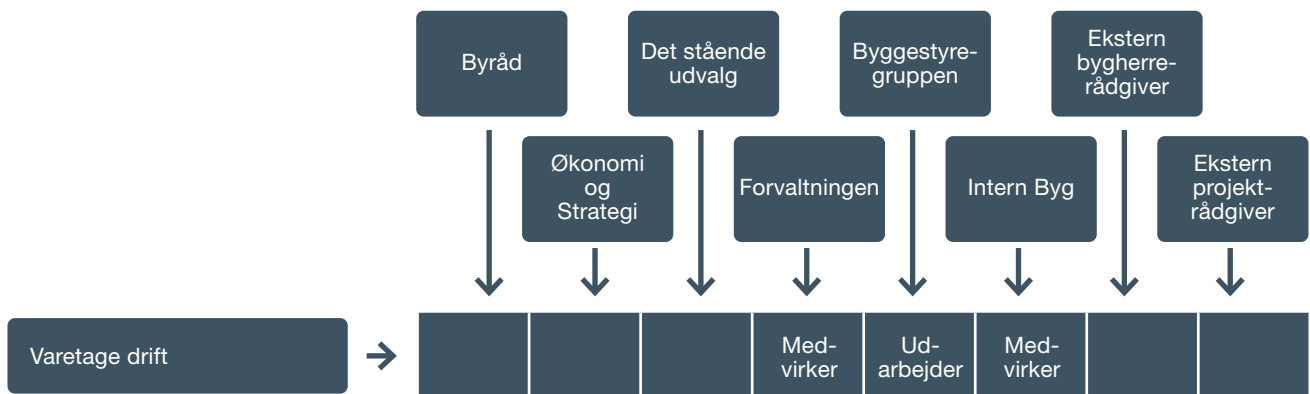 Byråd
Det stående
udvalg
Byggestyre-
gruppen
Ekstern
bygherre-
rådgiver
Økonomi
og
Strategi
Forvaltningen
Intern Byg
Ekstern
projekt-
rådgiver
Varetage drift
Med-
virker
Ud-
arbejder
Med-
virker